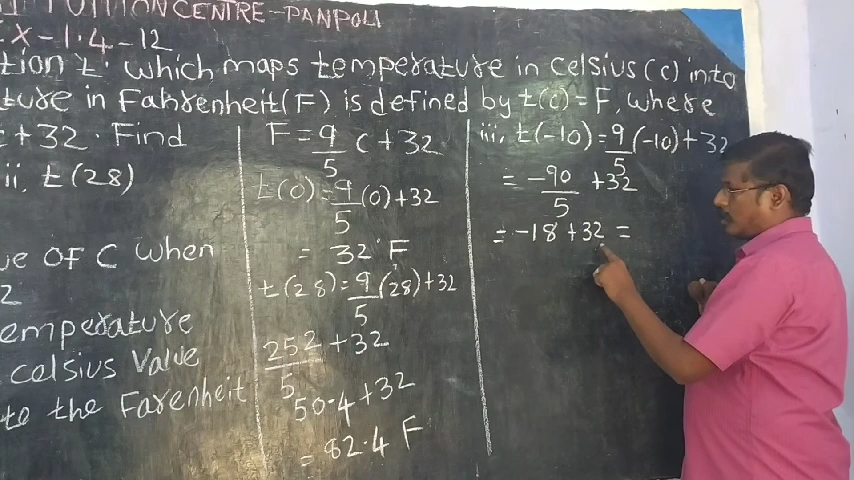 TUITION CENTRE-PANPOLI
Ex-1.4-12
tion t which maps temperature in celsius (c) into
ture in Fahrenheit (F) is defined by t(c) = F, where
c+32. Find
ii, t(28)
ue OF C when
2
emperature
celsius Value
to the Farenheit
F = 9/5 c + 32
t(0) = 9/5 (0) + 32
= 32°F
t(28) = 9/5 (28) + 32
252/5 + 32
50.4 + 32
= 82.4 F
iii, t(-10) = 9/5 (-10) + 32
= -90/5 + 32
= -18 + 32 =